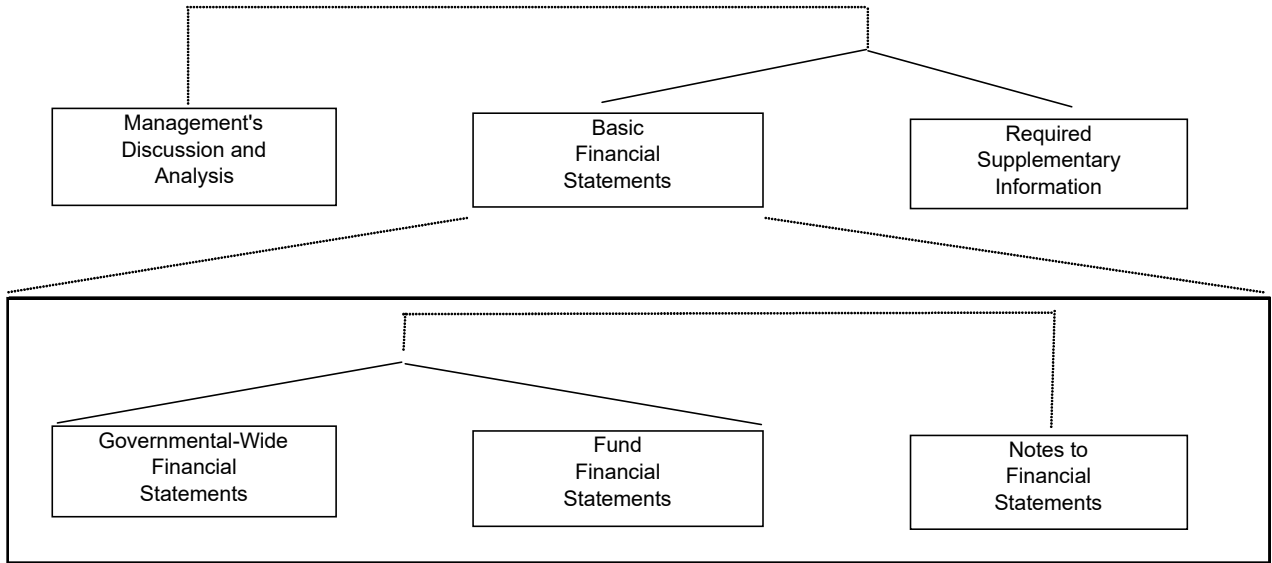 Management's
Discussion and
Analysis
Basic
Financial
Statements
Required
Supplementary
Information
Governmental-Wide
Financial
Statements
Fund
Financial
Statements
Notes to
Financial
Statements